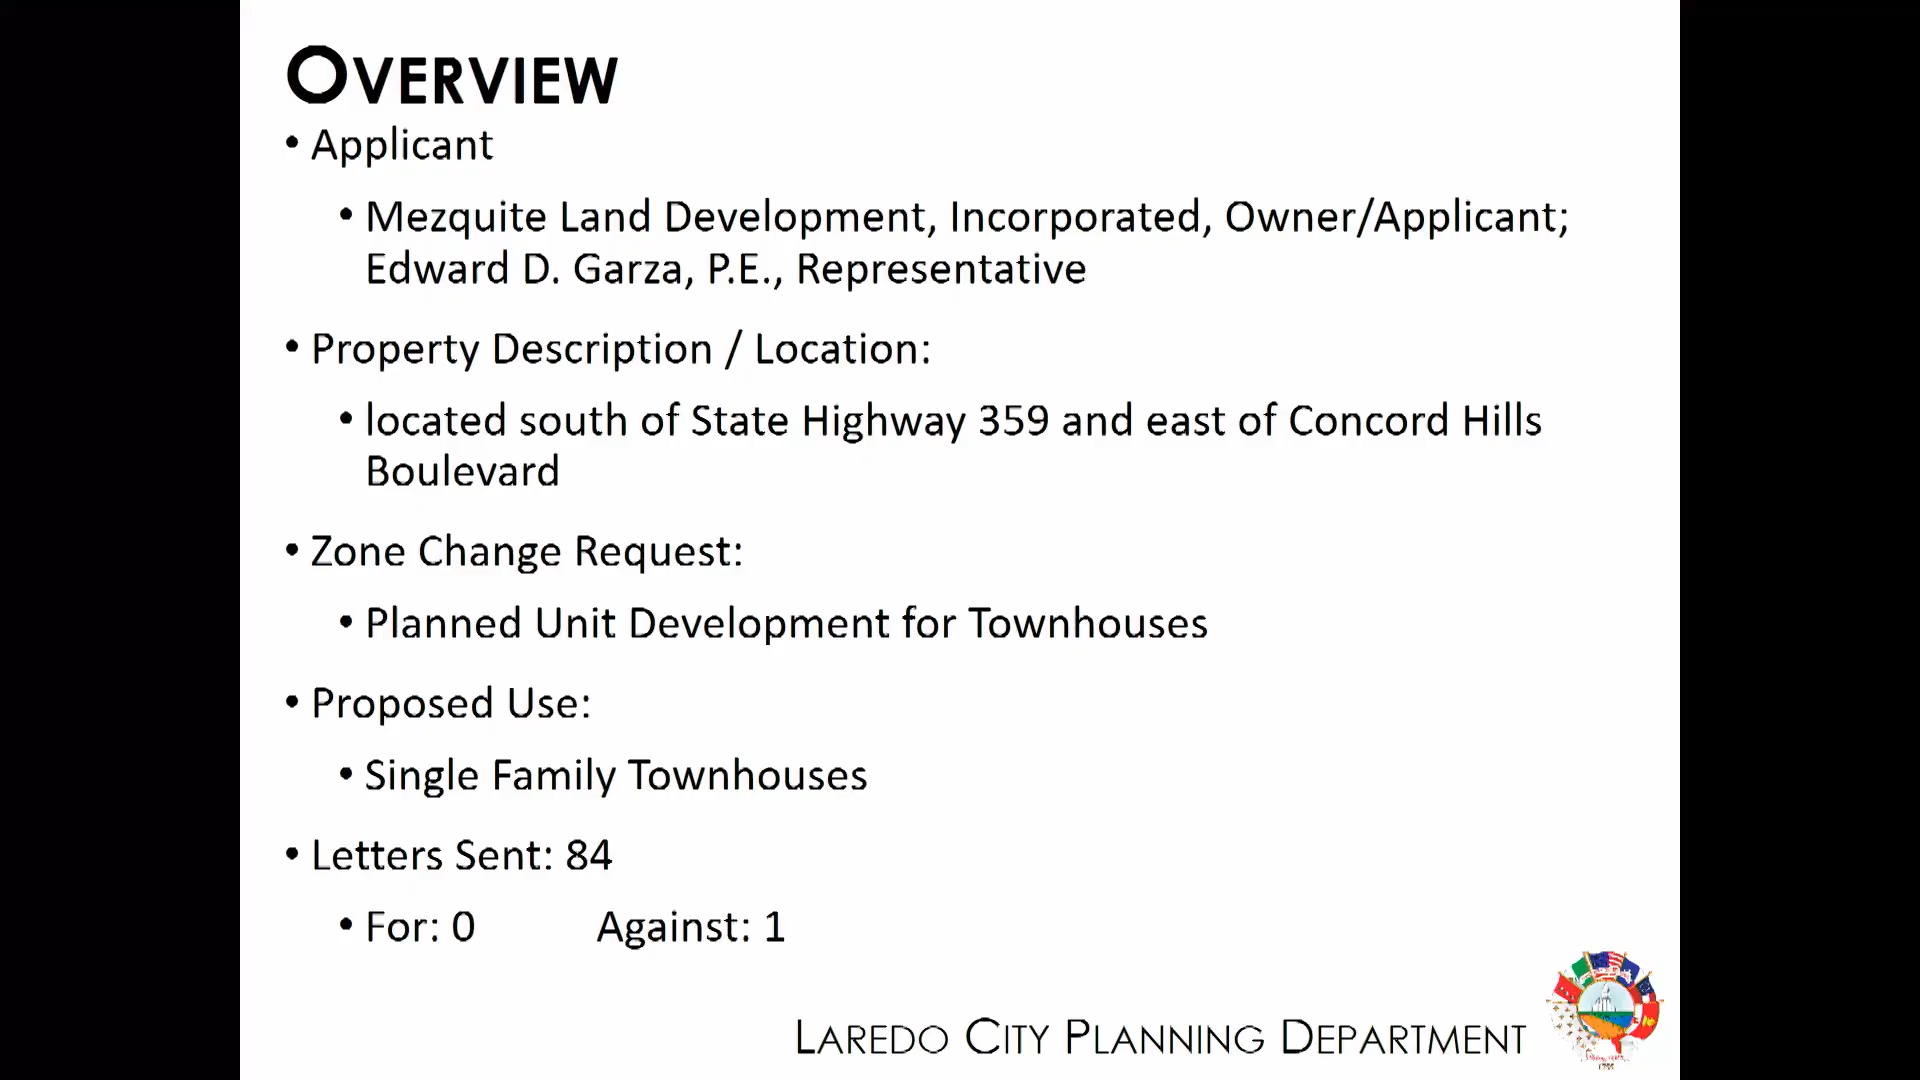 OVERVIEW
• Applicant
• Mezquite Land Development, Incorporated, Owner/Applicant;
Edward D. Garza, P.E., Representative
• Property Description / Location:
• located south of State Highway 359 and east of Concord Hills
Boulevard
• Zone Change Request:
• Planned Unit Development for Townhouses
• Proposed Use:
• Single Family Townhouses
• Letters Sent: 84
• For: 0 Against: 1
LAREDO CITY PLANNING DEPARTMENT